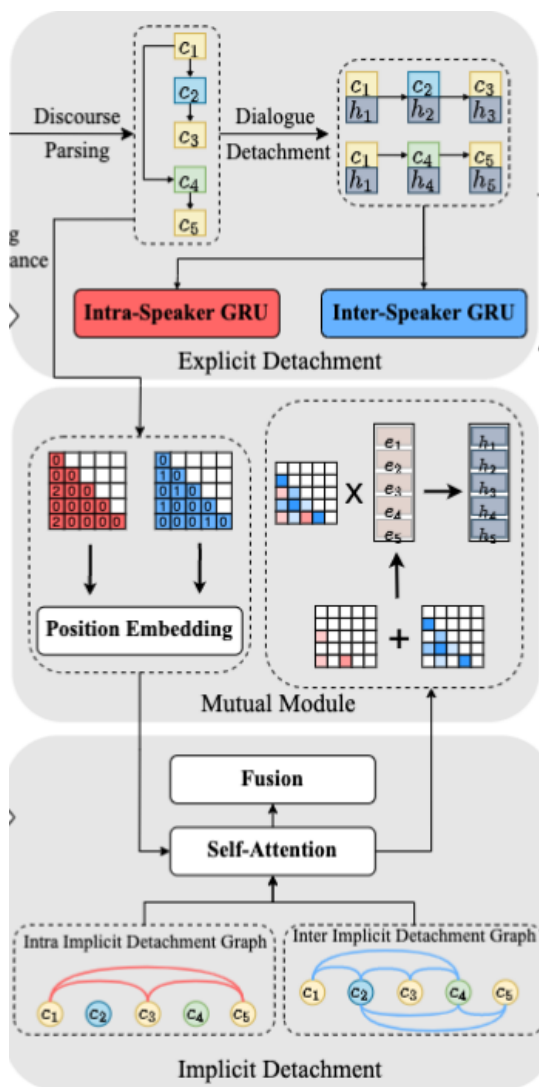 c1
c2
c3
c4
c5
Discourse
Parsing
Dialogue
Detachment
c1 c2 c3
h1 h2 h3
c1 c4 c5
h1 h4 h5
g
ance
Intra-Speaker GRU
Inter-Speaker GRU
Explicit Detachment
0
0 0
2 0 0
0 0 0 0
2 0 0 0 0
0
1 0
0 1 0
1 0 0 0
0 0 0 1 0
Position Embedding
X
e1
e2
e3
e4
e5
h1
h2
h3
h4
h5
+
Mutual Module
Fusion
Self-Attention
Intra Implicit Detachment Graph
c1 c2 c3 c4 c5
Inter Implicit Detachment Graph
c1 c2 c3 c4 c5
Implicit Detachment